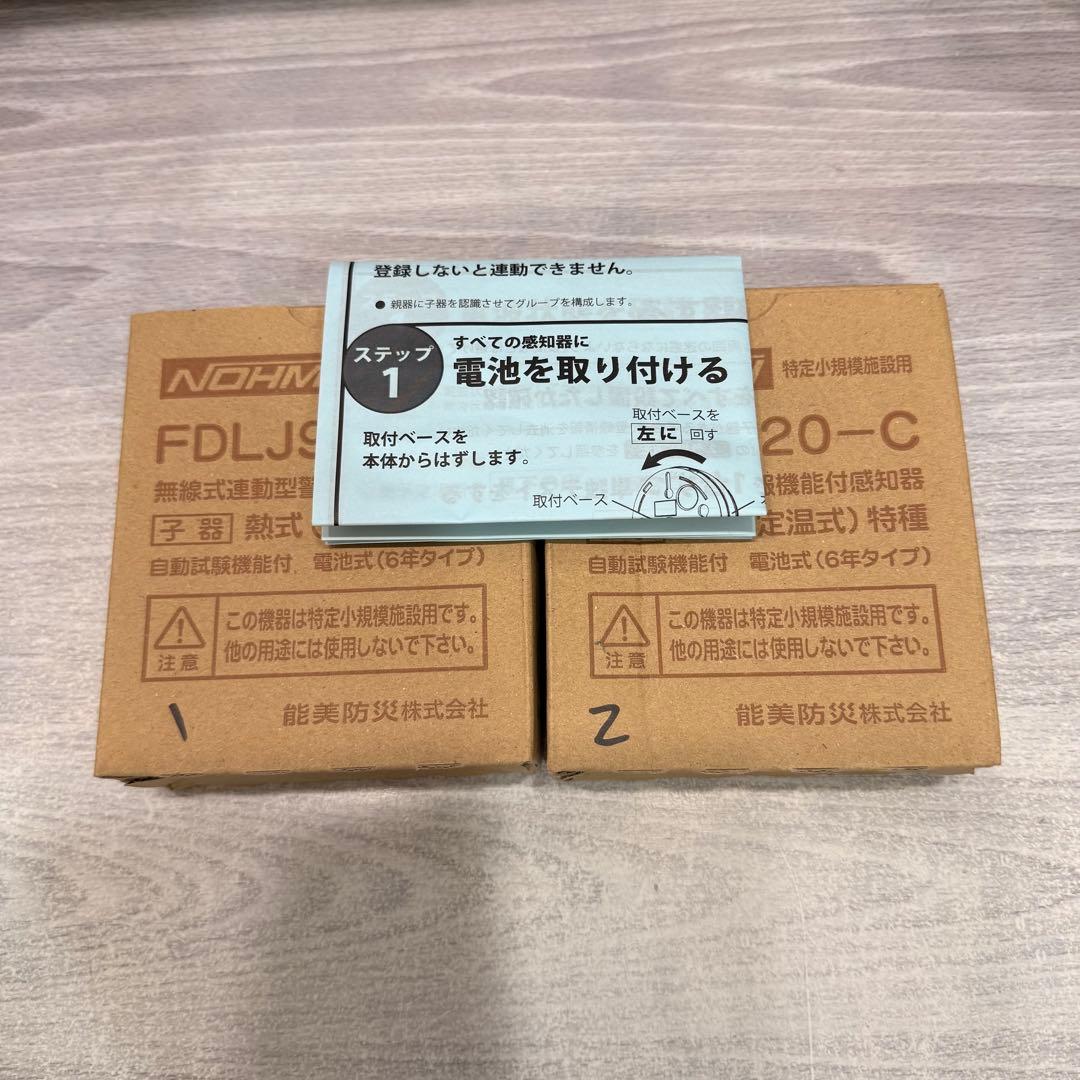 登録しないと連動できません。
● 親器に子器を認識させてグループを構成します。
ステップ
1
すべての感知器に
電池を取り付ける
取付ベースを
本体からはずします。
取付ベースを
左に 回す
取付ベース
NOHM
FDLJ
無線式連動型
子器 熱式(
自動試験機能付 電池式(6年タイプ)
注意
この機器は特定小規模施設用です。
他の用途には使用しないで下さい。
1
能美防災株式会社
特定小規模施設用
20-C
報機能付感知器
定温式)特種
自動試験機能付 電池式(6年タイプ)
注意
この機器は特定小規模施設用です。
他の用途には使用しないで下さい。
2
能美防災株式会社